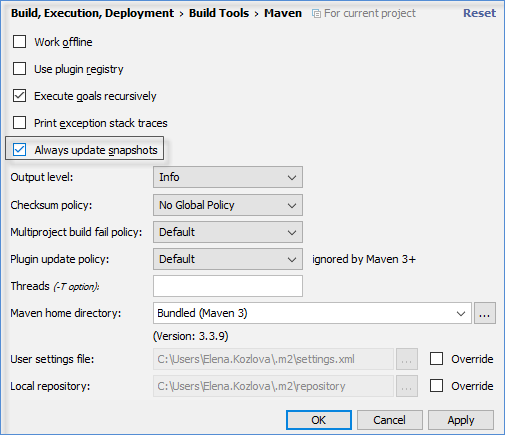 Build, Execution, Deployment › Build Tools › Maven For current project Reset
Work offline
Use plugin registry
Execute goals recursively
Print exception stack traces
Always update snapshots
Output level: Info
Checksum policy: No Global Policy
Multiproject build fail policy: Default
Plugin update policy: Default ignored by Maven 3+
Threads (-T option):
Maven home directory: Bundled (Maven 3) ...
(Version: 3.3.9)
User settings file: C:\Users\Elena.Kozlova\.m2\settings.xml ... Override
Local repository: C:\Users\Elena.Kozlova\.m2\repository ... Override
OK Cancel Apply